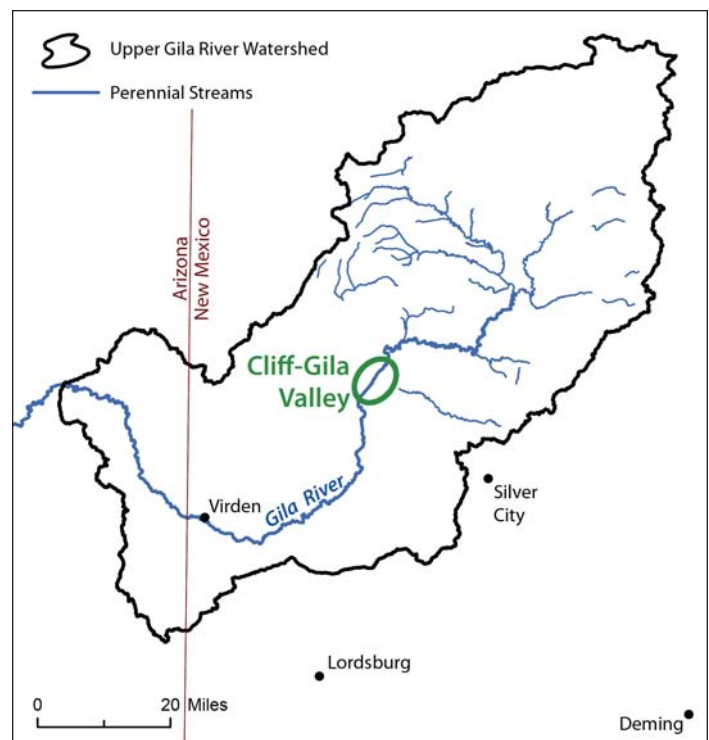 Upper Gila River Watershed
Perennial Streams
Arizona
New Mexico
Cliff-Gila
Valley
Gila River
Virden
Silver
City
Lordsburg
0 20 Miles
Deming